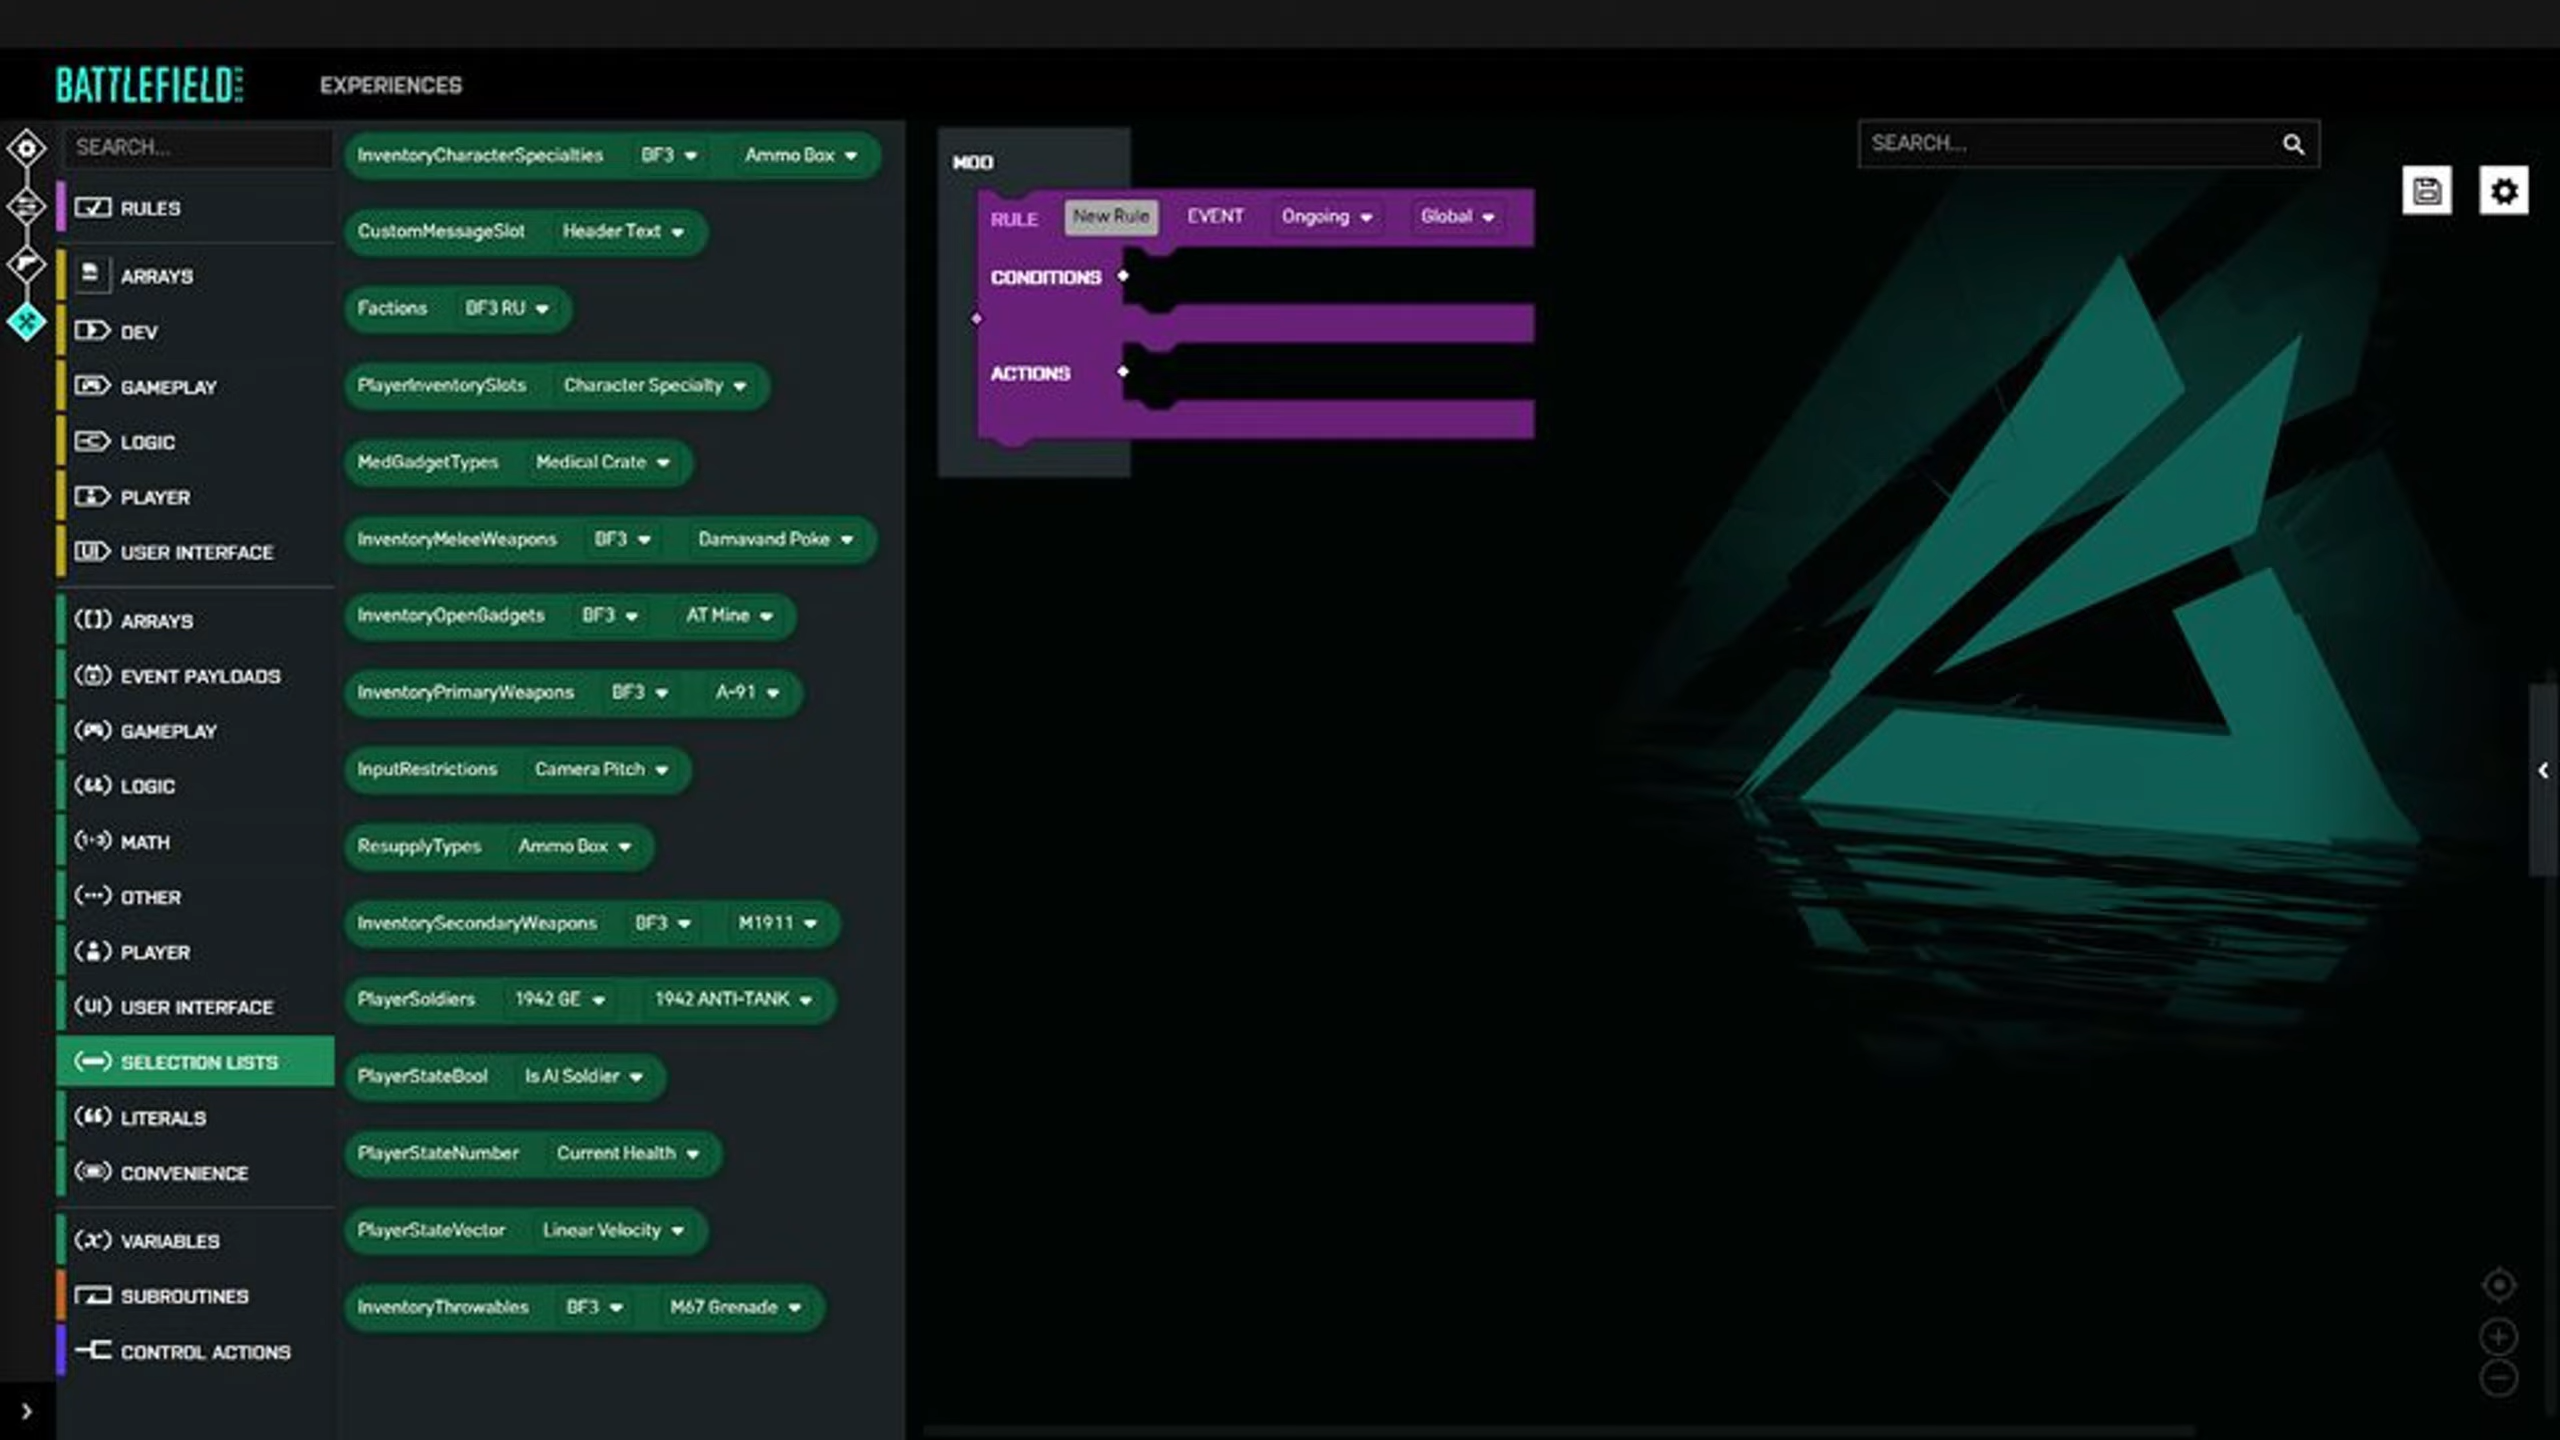 BATTLEFIELD
EXPERIENCES
SEARCH...
RULES
ARRAYS
DEV
GAMEPLAY
LOGIC
PLAYER
USER INTERFACE
ARRAYS
EVENT PAYLOADS
GAMEPLAY
LOGIC
MATH
OTHER
PLAYER
USER INTERFACE
SELECTION LISTS
LITERALS
CONVENIENCE
VARIABLES
SUBROUTINES
CONTROL ACTIONS
InventoryCharacterSpecialties BF3 Ammo Box
CustomMessageSlot Header Text
Factions BF3 RU
PlayerInventorySlots Character Specialty
MedGadgetTypes Medical Crate
InventoryMeleeWeapons BF3 Damavand Poke
InventoryOpenGadgets BF3 AT Mine
InventoryPrimaryWeapons BF3 A-91
InputRestrictions Camera Pitch
ResupplyTypes Ammo Box
InventorySecondaryWeapons BF3 M1911
PlayerSoldiers 1942 GE 1942 ANTI-TANK
PlayerStateBool Is AI Soldier
PlayerStateNumber Current Health
PlayerStateVector Linear Velocity
InventoryThrowables BF3 M67 Grenade
MOD
RULE New Rule EVENT Ongoing Global
CONDITIONS
ACTIONS
SEARCH...